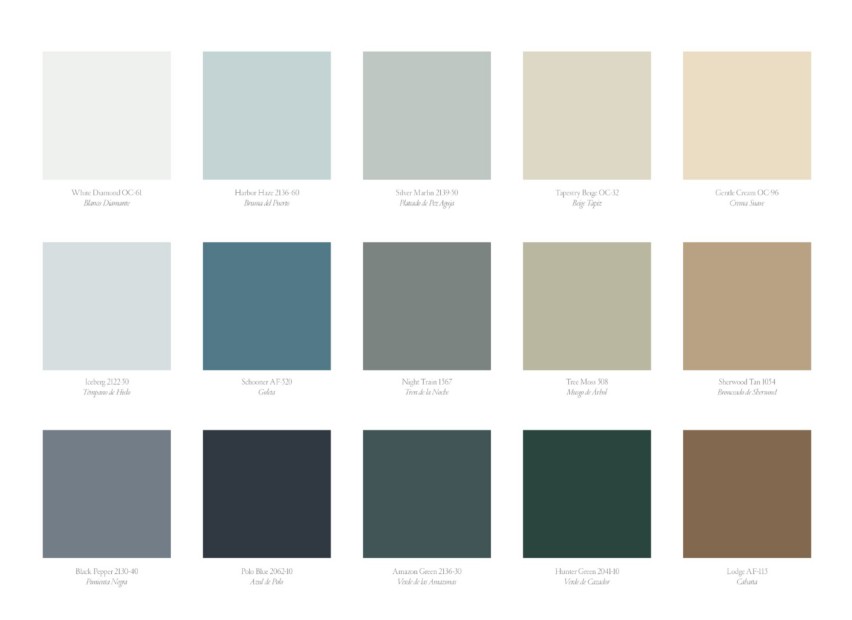 White Diamond OC-61
Blanco Diamante
Harbor Haze 2136-60
Bruma del Puerto
Silver Marlin 2139-50
Plateado de Pez Aguja
Tapestry Beige OC-32
Beige Tapiz
Gentle Cream OC-96
Crema Suave
Iceberg 2122-50
Témpano de Hielo
Schooner AF-520
Goleta
Night Train 1567
Tren de la Noche
Tree Moss 508
Musgo de Árbol
Sherwood Tan 1054
Bronceado de Sherwood
Black Pepper 2130-40
Pimienta Negra
Polo Blue 2062-10
Azul de Polo
Amazon Green 2136-30
Verde de las Amazonas
Hunter Green 2041-10
Verde de Cazador
Lodge AF-115
Cabaña